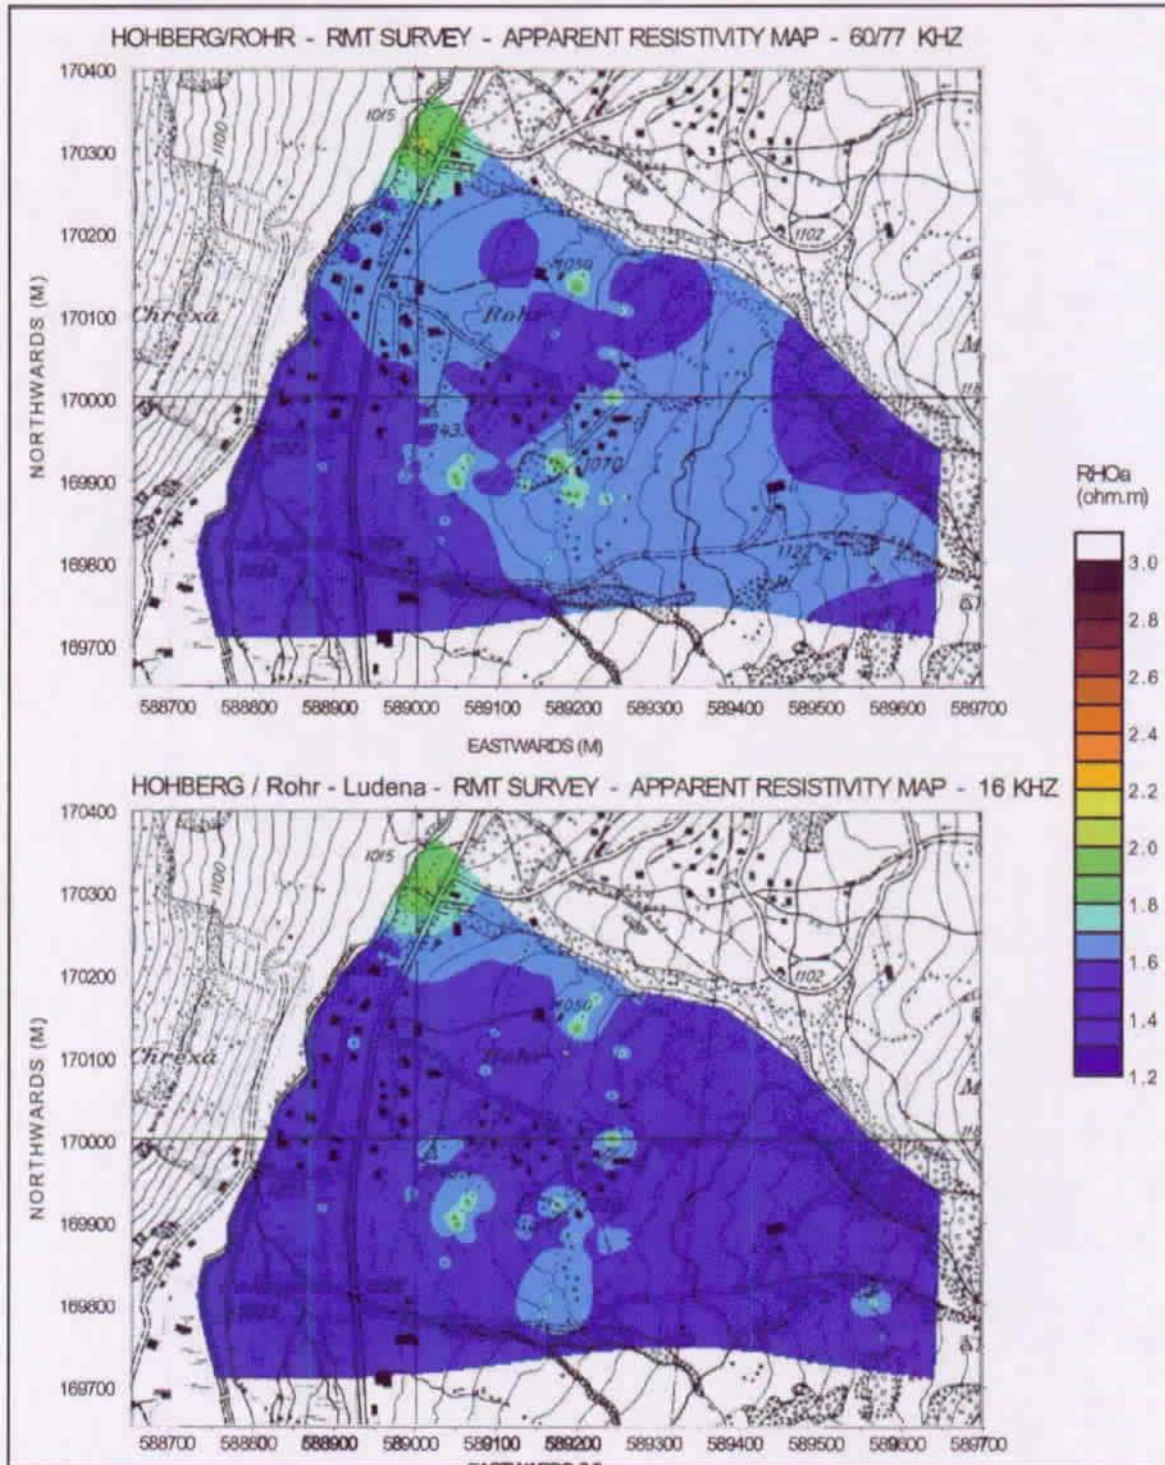 HOHBERG/ROHR - RMT SURVEY - APPARENT RESISTIVITY MAP - 60/77 KHZ
170400
170300
170200
170100
170000
169900
169800
169700
NORTHWARDS (M)
1015
1100
1102
1059
Chrexa
Rohr
M
118
1070
1122
588700 588800 588900 589000 589100 589200 589300 589400 589500 589600 589700
EASTWARDS (M)
RHOa
(ohm.m)
3.0
2.8
2.6
2.4
2.2
2.0
1.8
1.6
1.4
1.2
HOHBERG / Rohr - Ludena - RMT SURVEY - APPARENT RESISTIVITY MAP - 16 KHZ
170400
170300
170200
170100
170000
169900
169800
169700
NORTHWARDS (M)
1015
1100
1102
1050
Chrexa
Rohr
M
118
588700 588800 588900 589000 589100 589200 589300 589400 589500 589600 589700